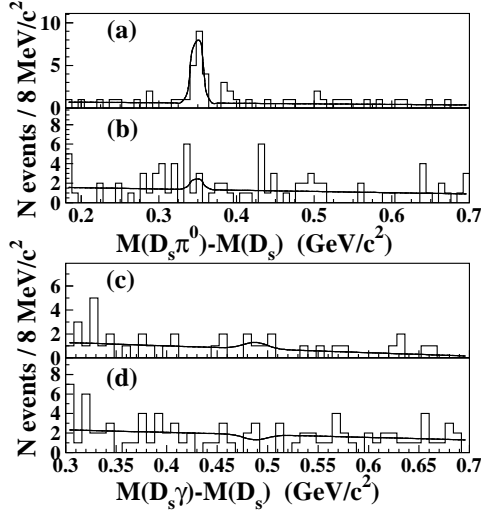 10
(a)
5
0
N events / 8 MeV/c²
8
(b)
6
4
2
0
0.2 0.3 0.4 0.5 0.6 0.7
M(Dₛπ⁰)-M(Dₛ) (GeV/c²)
(c)
6
4
2
0
N events / 8 MeV/c²
8
(d)
6
4
2
0
0.3 0.35 0.4 0.45 0.5 0.55 0.6 0.65 0.7
M(Dₛγ)-M(Dₛ) (GeV/c²)